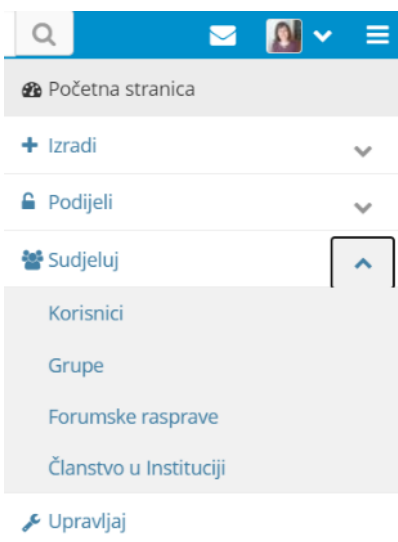 Početna stranica
Izradi
Podijeli
Sudjeluj
Korisnici
Grupe
Forumske rasprave
Članstvo u Instituciji
Upravljaj